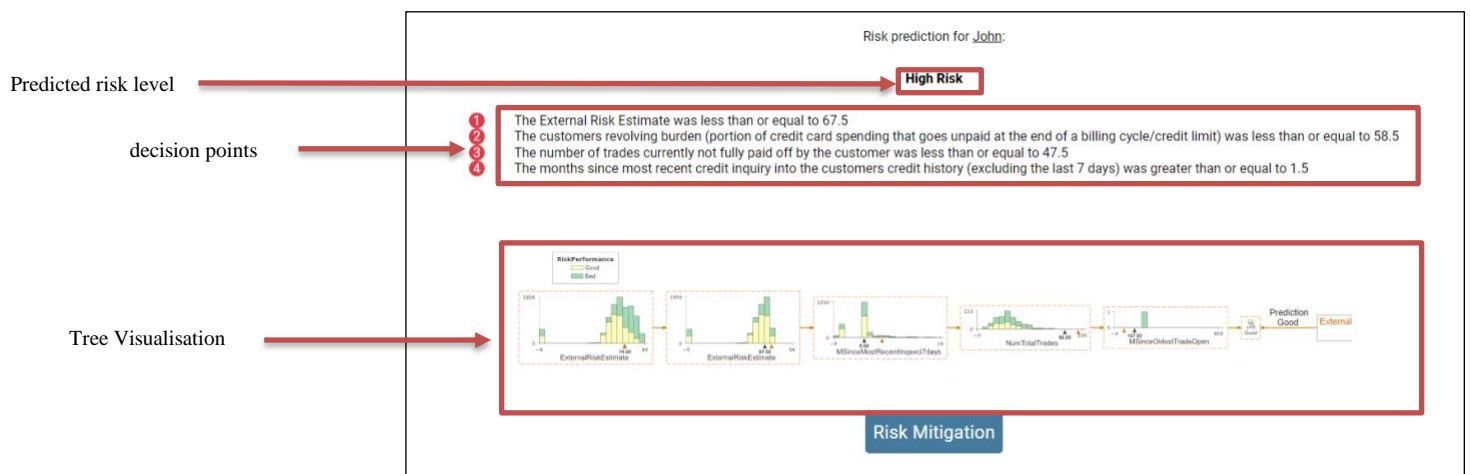 Risk prediction for John:
Predicted risk level
High Risk
decision points
1 The External Risk Estimate was less than or equal to 67.5
2 The customers revolving burden (portion of credit card spending that goes unpaid at the end of a billing cycle/credit limit) was less than or equal to 58.5
3 The number of trades currently not fully paid off by the customer was less than or equal to 47.5
4 The months since most recent credit inquiry into the customers credit history (excluding the last 7 days) was greater than or equal to 1.5
Tree Visualisation
RiskPerformance
Good
Bad
ExternalRiskEstimate
ExternalRiskEstimate
MSinceMostRecentInqexcl7days
NumTotalTrades
MSinceOldestTradeOpen
Good
Prediction
Good
External
Risk Mitigation